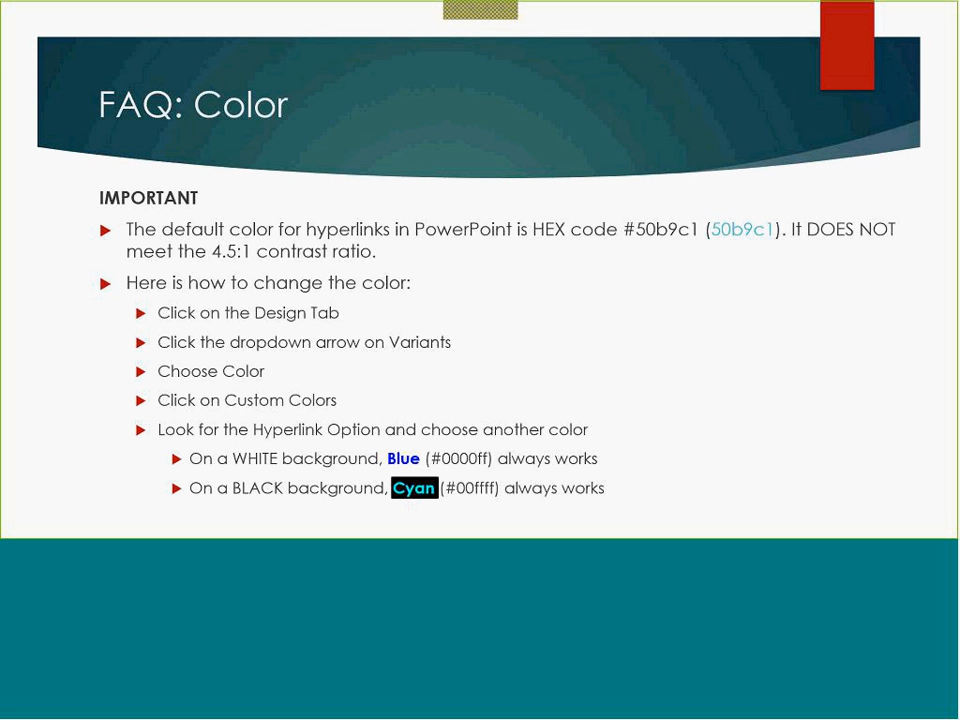 FAQ: Color
IMPORTANT
The default color for hyperlinks in PowerPoint is HEX code #50b9c1 (50b9c1). It DOES NOT
meet the 4.5:1 contrast ratio.
Here is how to change the color:
Click on the Design Tab
Click the dropdown arrow on Variants
Choose Color
Click on Custom Colors
Look for the Hyperlink Option and choose another color
On a WHITE background, Blue (#0000ff) always works
On a BLACK background, Cyan (#00ffff) always works